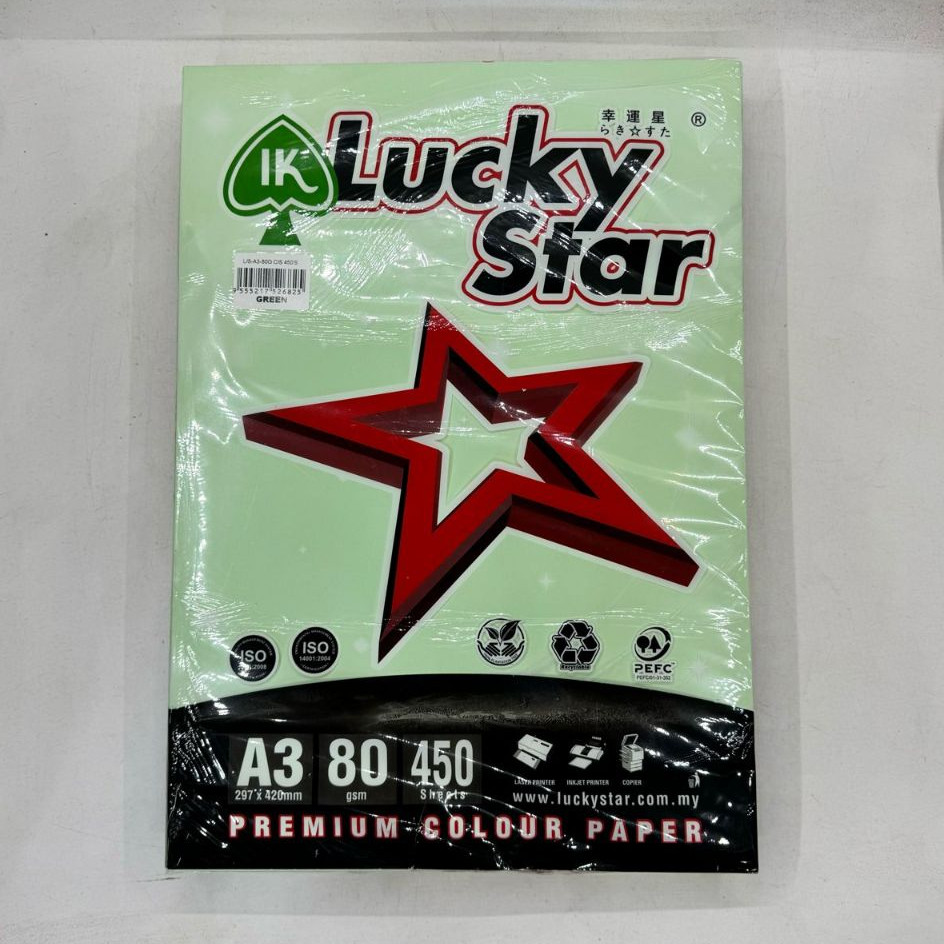 幸運星
らき☆すた
®
IK
Lucky
Star
GREEN
ISO
ISO
14001:2004
Recyclable
PEFC
A3
297 x 420mm
80
gsm
450
Sheets
LASER PRINTER
INKJET PRINTER
COPIER
www.luckystar.com.my
PREMIUM COLOUR PAPER